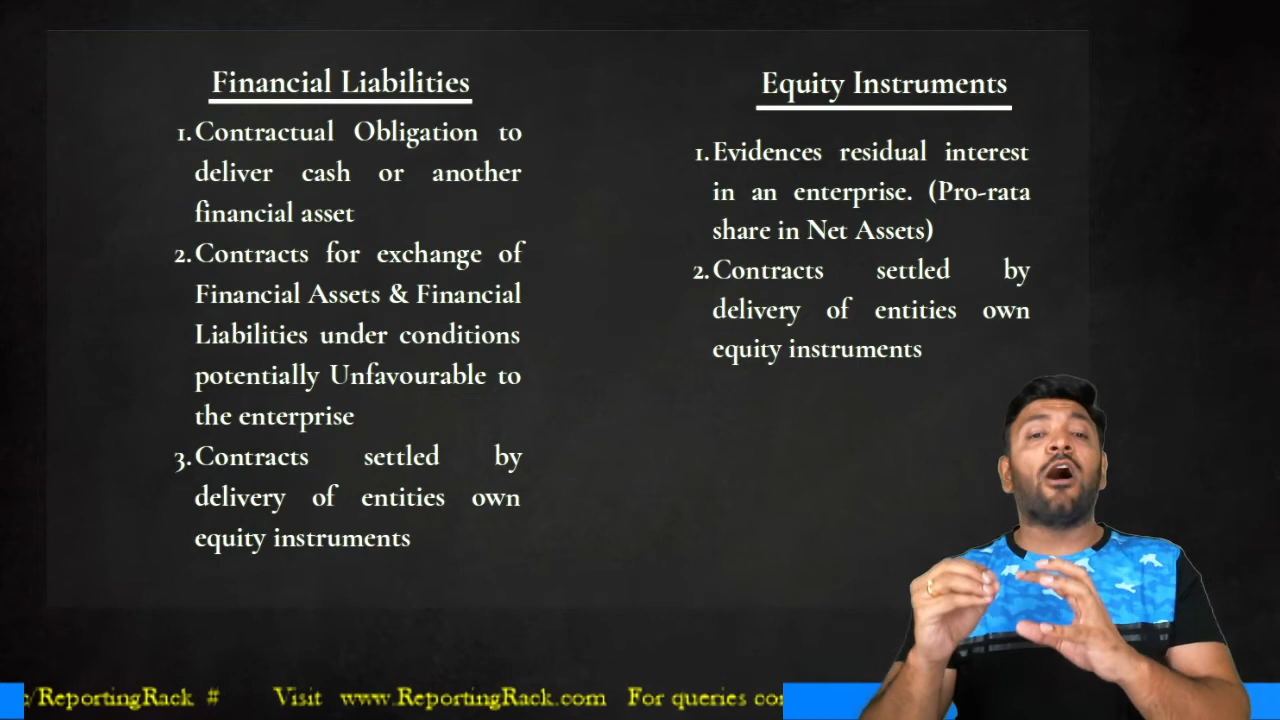 Financial Liabilities
1. Contractual Obligation to
deliver cash or another
financial asset
2. Contracts for exchange of
Financial Assets & Financial
Liabilities under conditions
potentially Unfavourable to
the enterprise
3. Contracts settled by
delivery of entities own
equity instruments
Equity Instruments
1. Evidences residual interest
in an enterprise. (Pro-rata
share in Net Assets)
2. Contracts settled by
delivery of entities own
equity instruments
/ReportingRack # Visit www.ReportingRack.com For queries